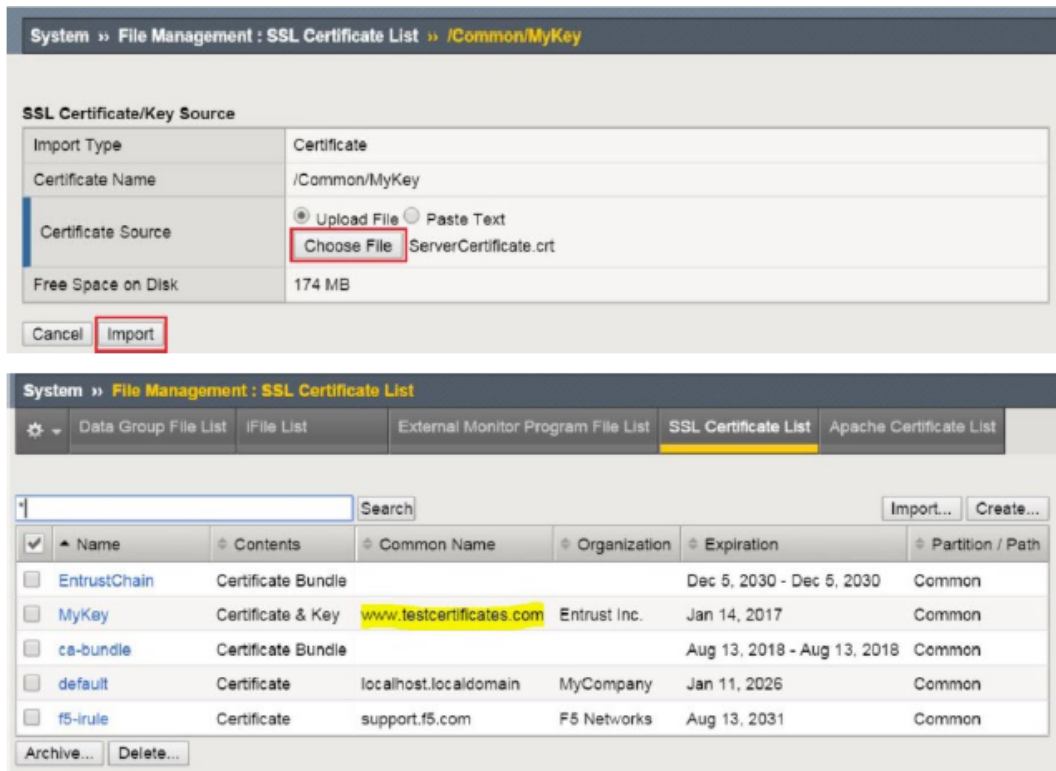 System » File Management : SSL Certificate List » /Common/MyKey
SSL Certificate/Key Source
Import Type Certificate
Certificate Name /Common/MyKey
Certificate Source Upload File Paste Text
Choose File ServerCertificate.crt
Free Space on Disk 174 MB
Cancel Import
System » File Management : SSL Certificate List
Data Group File List iFile List External Monitor Program File List SSL Certificate List Apache Certificate List
* Search Import... Create...
Name Contents Common Name Organization Expiration Partition / Path
EntrustChain Certificate Bundle Dec 5, 2030 - Dec 5, 2030 Common
MyKey Certificate & Key www.testcertificates.com Entrust Inc. Jan 14, 2017 Common
ca-bundle Certificate Bundle Aug 13, 2018 - Aug 13, 2018 Common
default Certificate localhost.localdomain MyCompany Jan 11, 2026 Common
f5-irule Certificate support.f5.com F5 Networks Aug 13, 2031 Common
Archive... Delete...